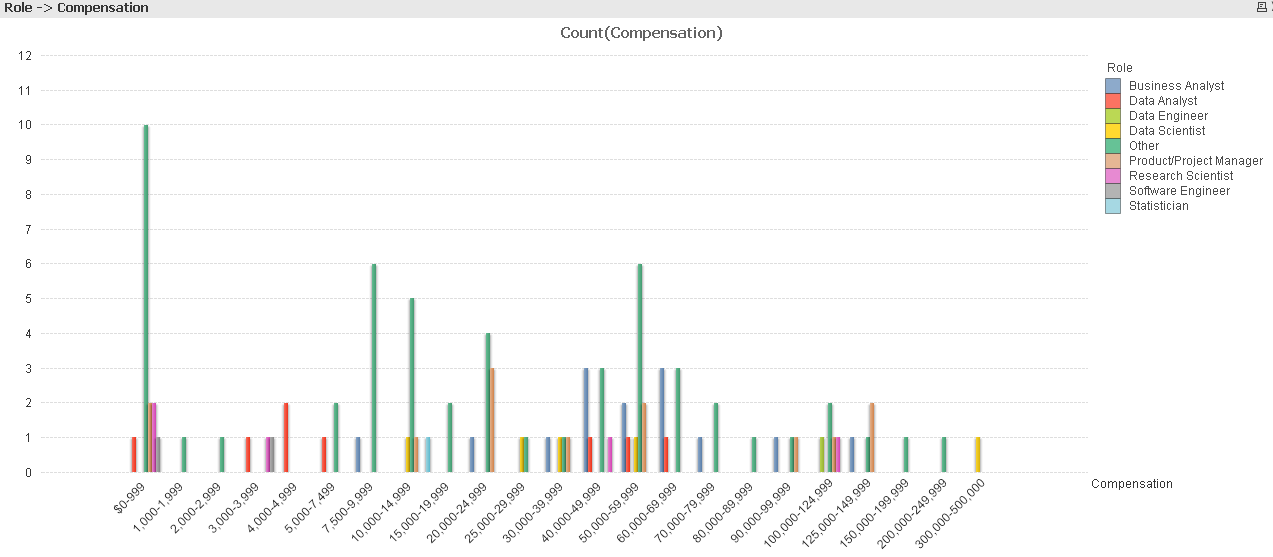 Role -> Compensation
Count(Compensation)
12
11
10
9
8
7
6
5
4
3
2
1
0
$0-999
1,000-1,999
2,000-2,999
3,000-3,999
4,000-4,999
5,000-7,499
7,500-9,999
10,000-14,999
15,000-19,999
20,000-24,999
25,000-29,999
30,000-39,999
40,000-49,999
50,000-59,999
60,000-69,999
70,000-79,999
80,000-89,999
90,000-99,999
100,000-124,999
125,000-149,999
150,000-199,999
200,000-249,999
300,000-500,000
Compensation
Role
Business Analyst
Data Analyst
Data Engineer
Data Scientist
Other
Product/Project Manager
Research Scientist
Software Engineer
Statistician